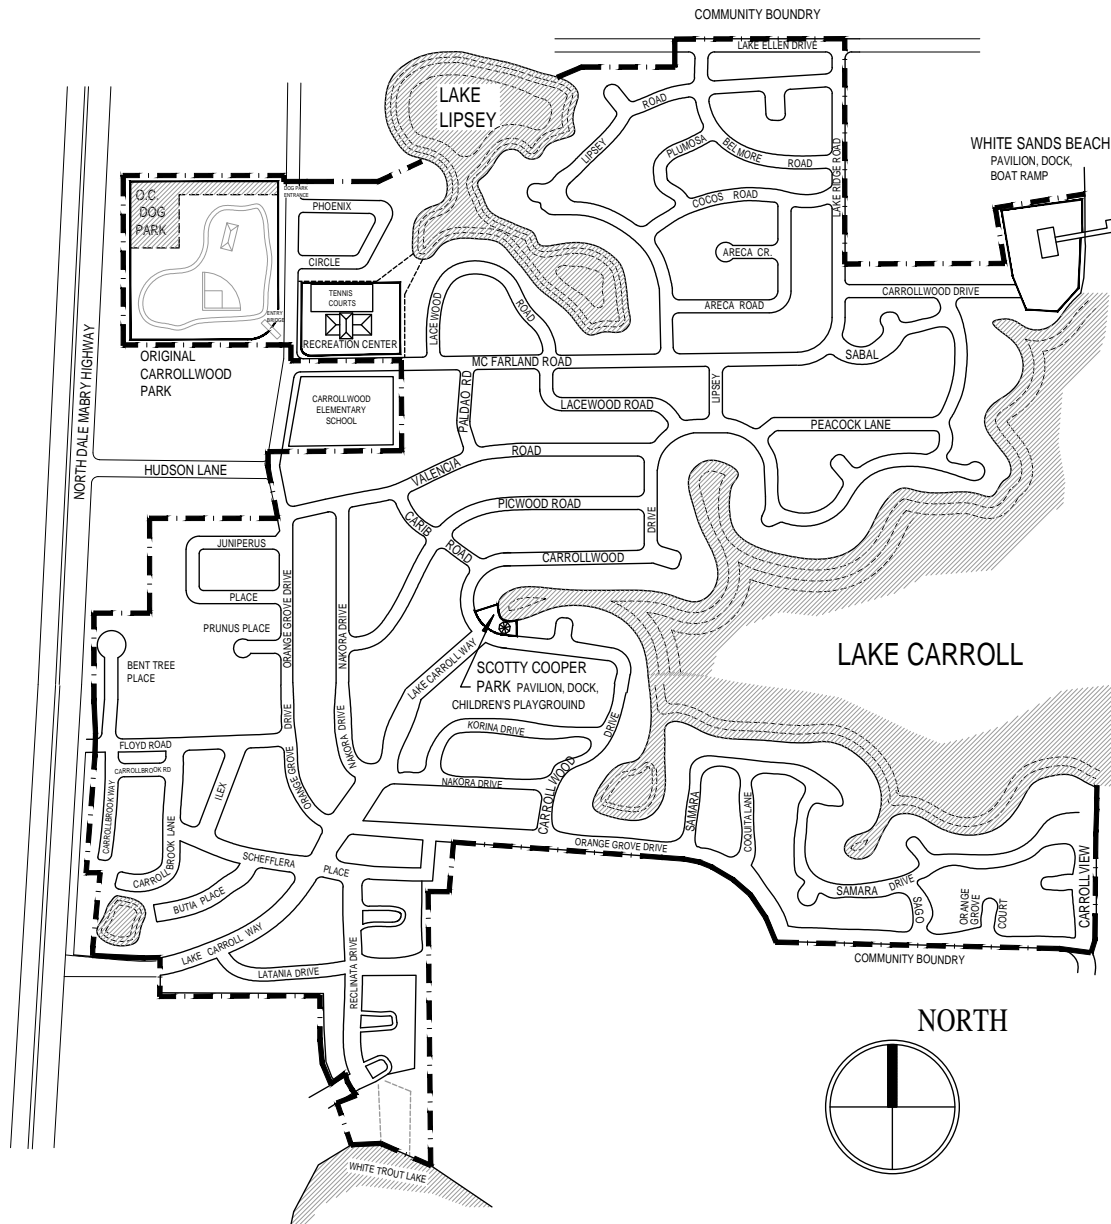 COMMUNITY BOUNDRY
LAKE ELLEN DRIVE
LAKE
LIPSEY
ROAD
LIPSEY
PLUMOSA
BELMORE
ROAD
LAKE RIDGE ROAD
COCOS
ROAD
WHITE SANDS BEACH
PAVILION, DOCK,
BOAT RAMP
O.C.
DOG
PARK
DOG PARK
ENTRANCE
PHOENIX
CIRCLE
ARECA CR.
ARECA ROAD
CARROLLWOOD DRIVE
TENNIS
COURTS
ENTRY
BRIDGE
RECREATION CENTER
LACE WOOD
ROAD
SABAL
ORIGINAL
CARROLLWOOD
PARK
MC FARLAND ROAD
NORTH DALE MABRY HIGHWAY
CARROLLWOOD
ELEMENTARY
SCHOOL
PALDAO RD
LACEWOOD ROAD
LIPSEY
PEACOCK LANE
HUDSON LANE
VALENCIA
ROAD
PICWOOD ROAD
CARIB
ROAD
DRIVE
CARROLLWOOD
JUNIPERUS
PLACE
ORANGE GROVE DRIVE
NAKORA DRIVE
PRUNUS PLACE
BENT TREE
PLACE
LAKE CARROLL WAY
SCOTTY COOPER
PARK PAVILION, DOCK,
CHILDREN'S PLAYGROUND
LAKE CARROLL
KORINA DRIVE
DRIVE
DRIVE
NAKORA DRIVE
FLOYD ROAD
CARROLLBROOK RD
CARROLLBROOK WAY
ILEX
ORANGE GROVE
NAKORA DRIVE
CARROLLWOOD
SAMARA
COQUITA LANE
CARROLLBROOK LANE
SCHEFFLERA
PLACE
ORANGE GROVE DRIVE
BUTIA PLACE
SAMARA
DRIVE
SAGO
ORANGE
GROVE
COURT
CARROLLVIEW
LAKE CARROLL WAY
LATANIA DRIVE
RECLINATA DRIVE
COMMUNITY BOUNDRY
NORTH
WHITE TROUT LAKE